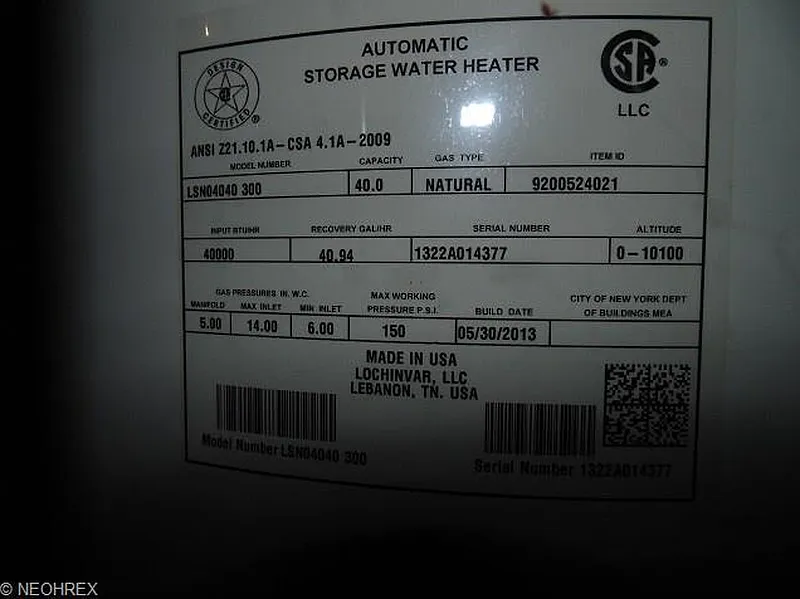 AUTOMATIC
STORAGE WATER HEATER
DESIGN
CERTIFIED
®
SA ®
LLC
ANSI Z21.10.1A-CSA 4.1A-2009
MODEL NUMBER CAPACITY GAS TYPE ITEM ID
LSN04040 300 40.0 NATURAL 9200524021
INPUT BTU/HR RECOVERY GAL/HR SERIAL NUMBER ALTITUDE
40000 40.94 1322A014377 0-10100
GAS PRESSURES IN. W.C.
MANIFOLD MAX INLET MIN INLET
MAX WORKING
PRESSURE P.S.I.
BUILD DATE
CITY OF NEW YORK DEPT
OF BUILDINGS MEA
5.00 14.00 6.00 150 05/30/2013
MADE IN USA
LOCHINVAR, LLC
LEBANON, TN. USA
Model Number LSN04040 300
Serial Number 1322A014377
© NEOHREX